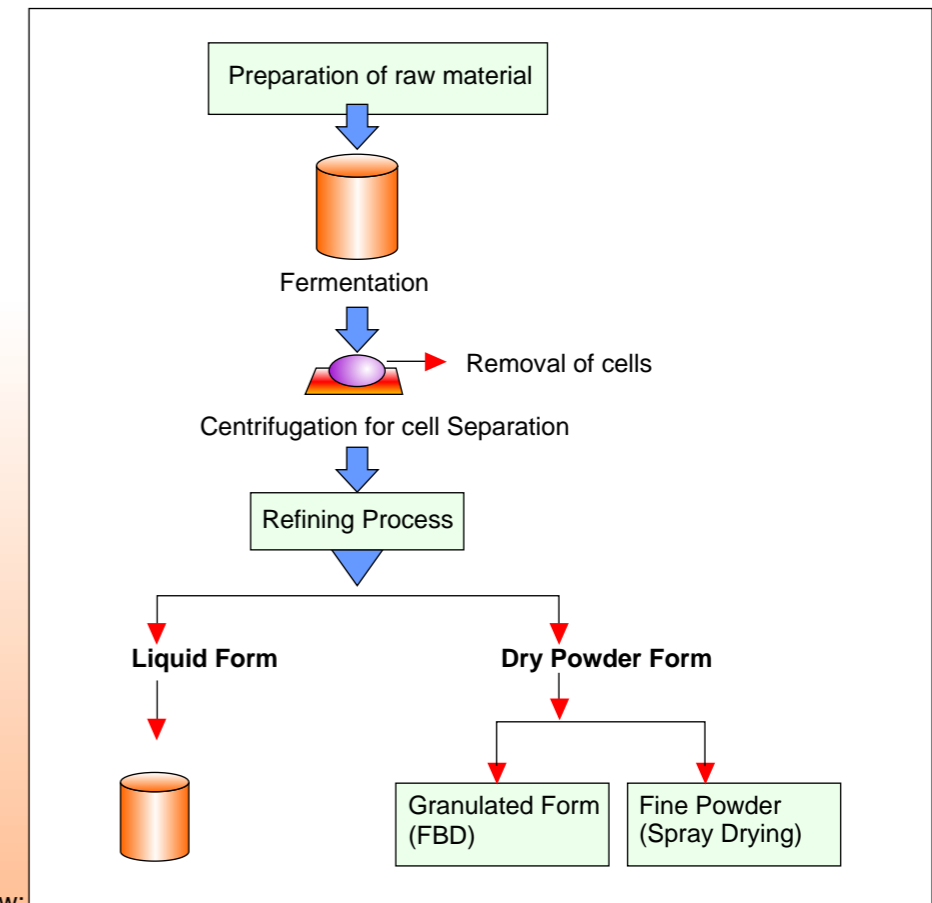 Preparation of raw material
Fermentation
Removal of cells
Centrifugation for cell Separation
Refining Process
Liquid Form
Dry Powder Form
Granulated Form
(FBD)
Fine Powder
(Spray Drying)
w: